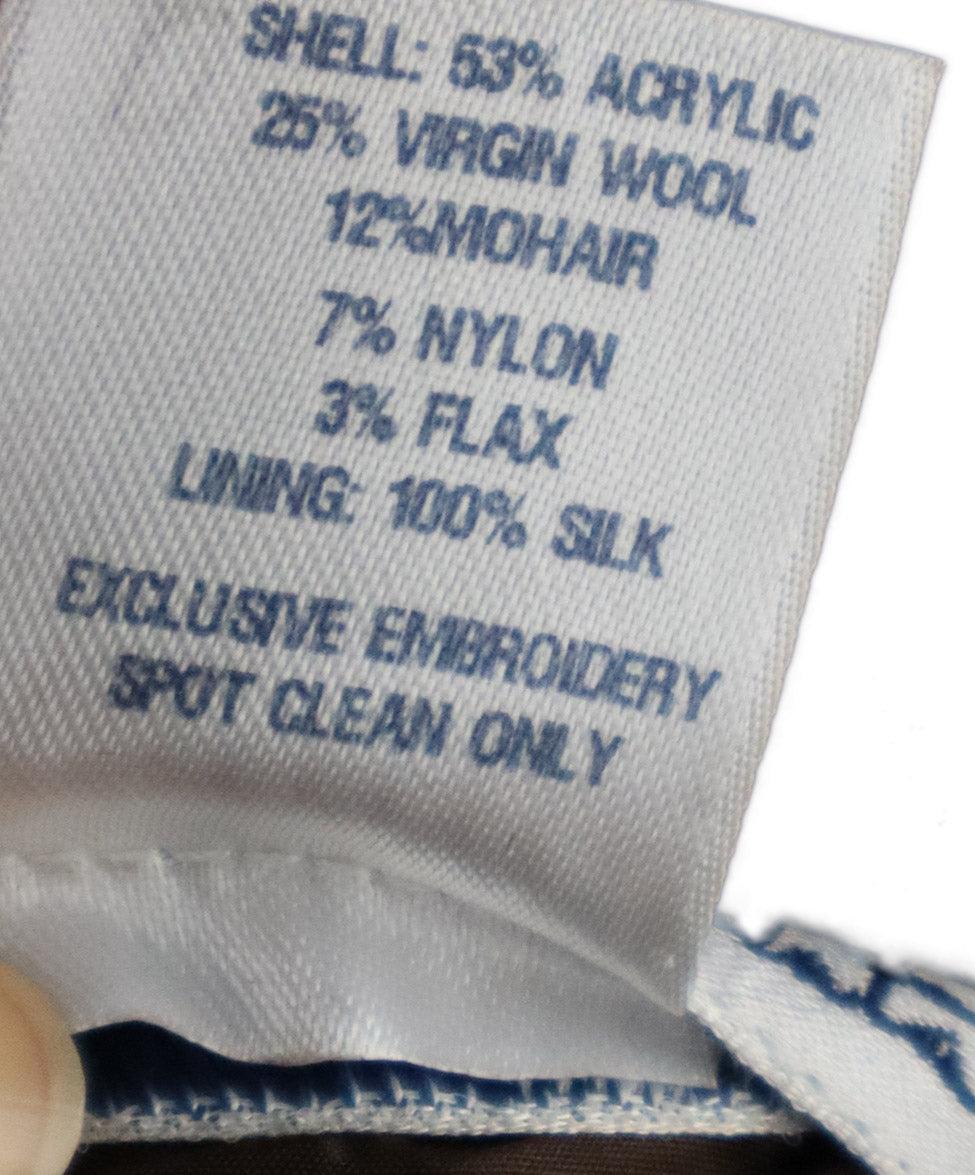 SHELL: 53% ACRYLIC
25% VIRGIN WOOL
12%MOHAIR
7% NYLON
3% FLAX
LINING: 100% SILK
EXCLUSIVE EMBROIDERY
SPOT CLEAN ONLY